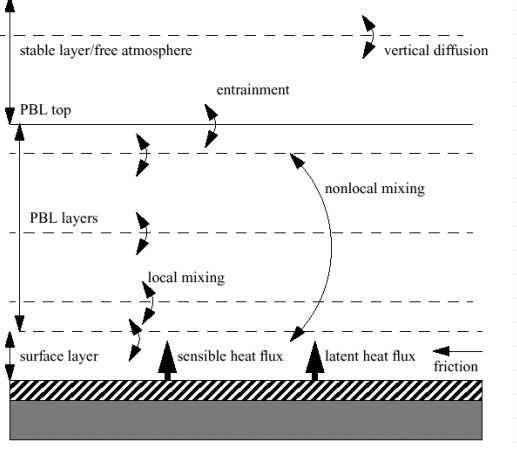 stable layer/free atmosphere
vertical diffusion
entrainment
PBL top
nonlocal mixing
PBL layers
local mixing
surface layer
sensible heat flux
latent heat flux
friction